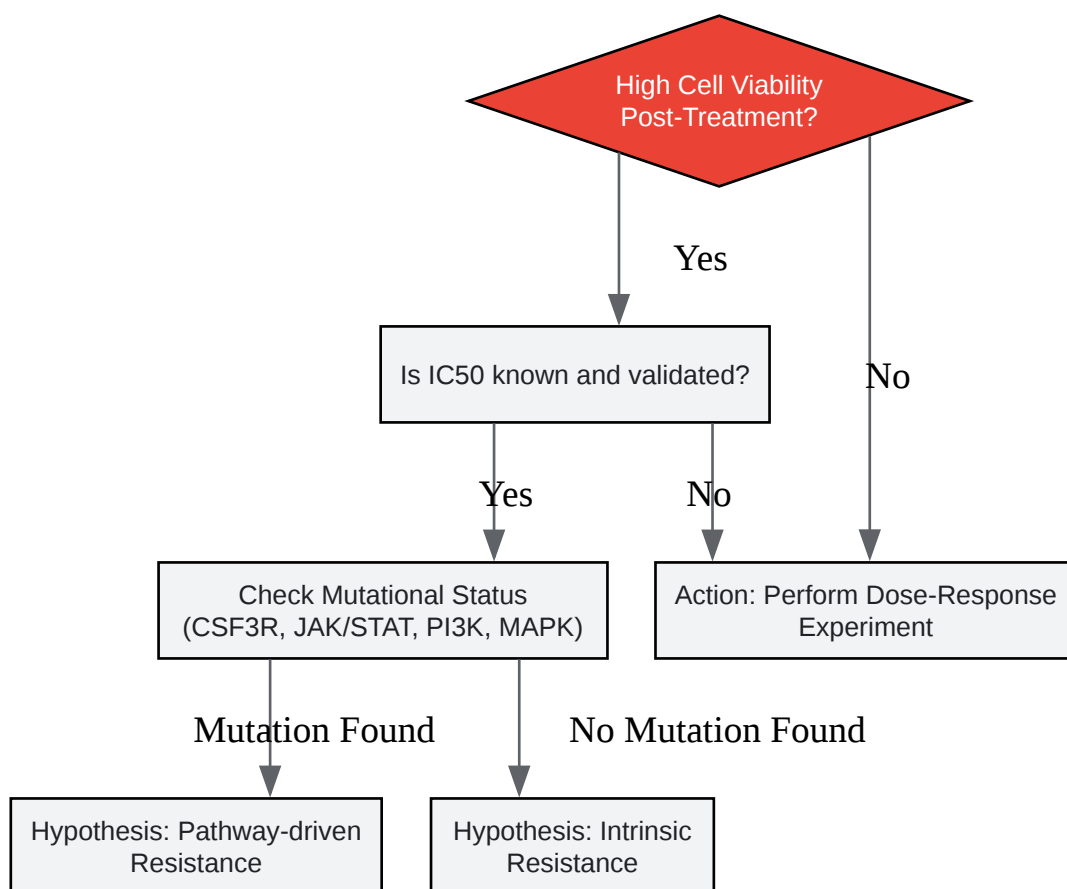 High Cell Viability
Post-Treatment?
Yes
Is IC50 known and validated?
No
Yes
No
Check Mutational Status
(CSF3R, JAK/STAT, PI3K, MAPK)
Action: Perform Dose-Response
Experiment
Mutation Found
No Mutation Found
Hypothesis: Pathway-driven
Resistance
Hypothesis: Intrinsic
Resistance